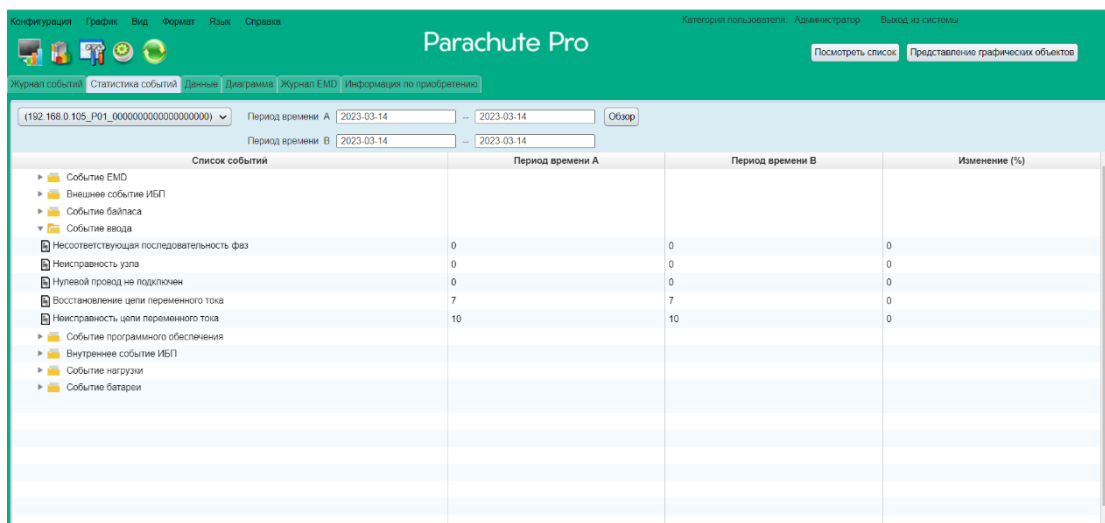 Конфигурация График Вид Формат Язык Справка Категория пользователя: Администратор Выход из системы
Parachute Pro
Посмотреть список Представление графических объектов
Журнал событий Статистика событий Данные Диаграмма Журнал EMD Информация по приобретению
(192.168.0.105_P01_0000000000000000000) Период времени A 2023-03-14 -- 2023-03-14 Обзор
Период времени B 2023-03-14 -- 2023-03-14
Список событий Период времени A Период времени B Изменение (%)
Событие EMD
Внешнее событие ИБП
Событие байпаса
Событие ввода
Несоответствующая последовательность фаз 0 0 0
Неисправность узла 0 0 0
Нулевой провод не подключен 0 0 0
Восстановление цепи переменного тока 7 7 0
Неисправность цепи переменного тока 10 10 0
Событие программного обеспечения
Внутреннее событие ИБП
Событие нагрузки
Событие батареи